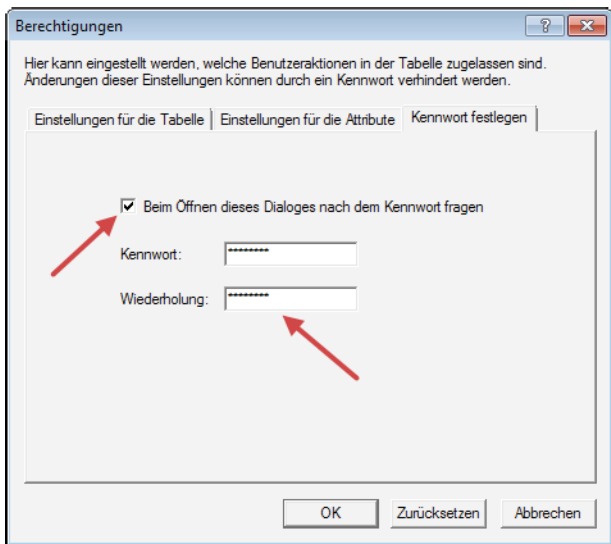 Berechtigungen
?
Hier kann eingestellt werden, welche Benutzeraktionen in der Tabelle zugelassen sind.
Änderungen dieser Einstellungen können durch ein Kennwort verhindert werden.
Einstellungen für die Tabelle Einstellungen für die Attribute Kennwort festlegen
Beim Öffnen dieses Dialoges nach dem Kennwort fragen
Kennwort: ********
Wiederholung: ********
OK Zurücksetzen Abbrechen